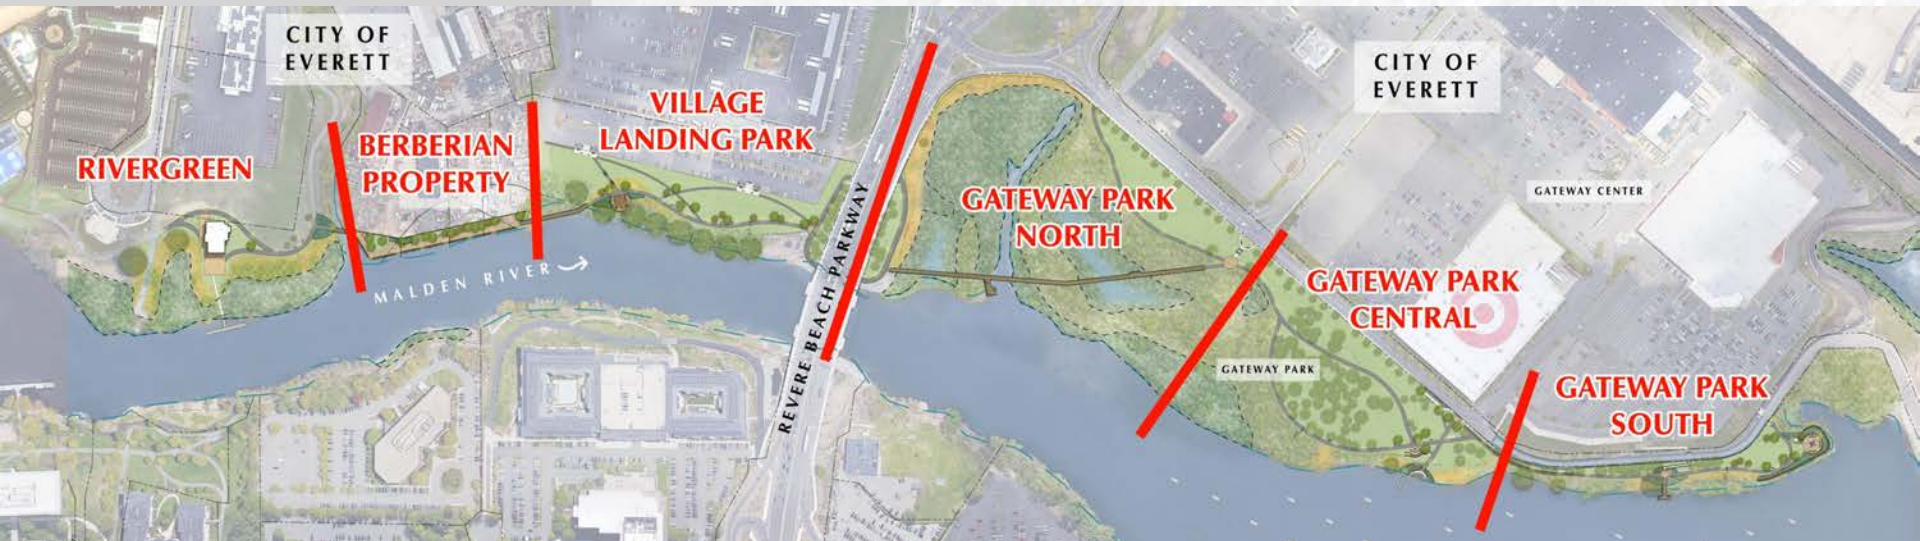 CITY OF
EVERETT
RIVERGREEN
BERBERIAN
PROPERTY
VILLAGE
LANDING PARK
MALDEN RIVER
REVERE BEACH PARKWAY
GATEWAY PARK
NORTH
CITY OF
EVERETT
GATEWAY CENTER
GATEWAY PARK
CENTRAL
GATEWAY PARK
GATEWAY PARK
SOUTH